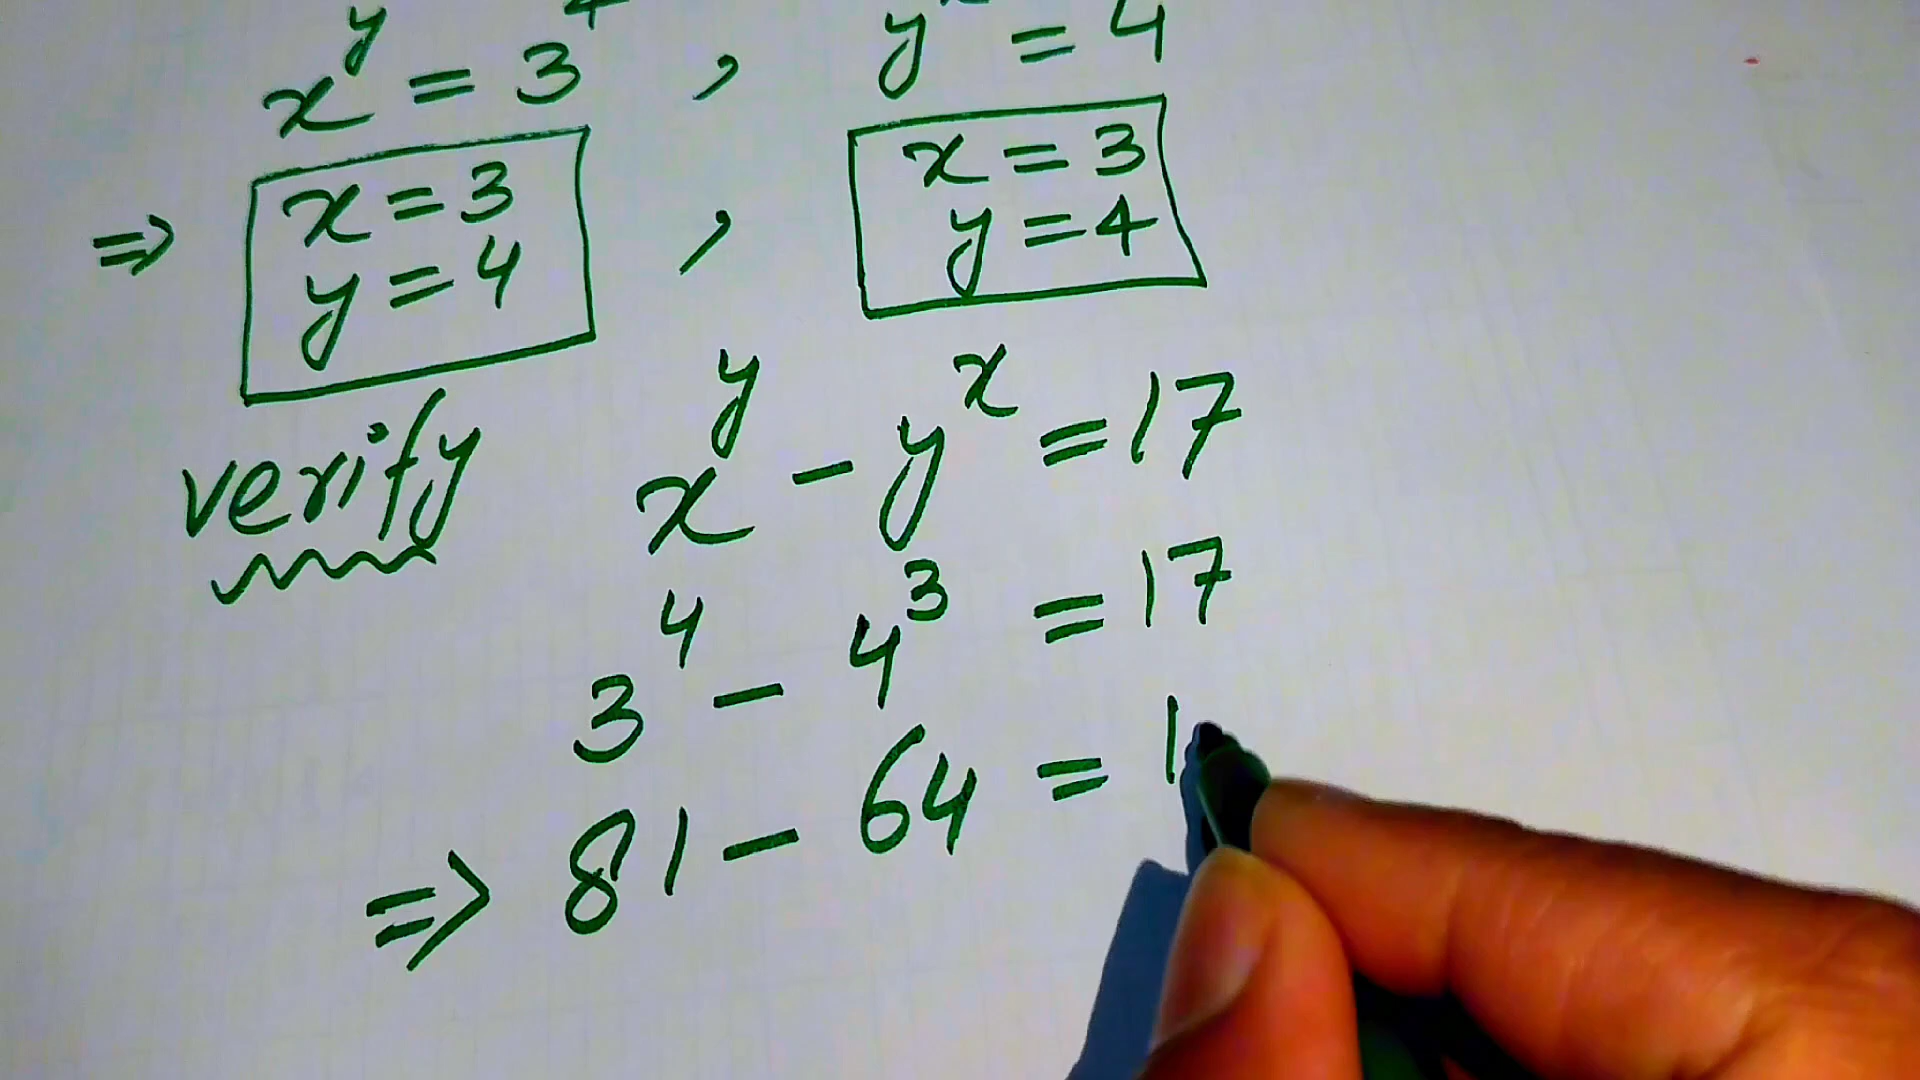 x^y = 3^4 , y^x = 4
⇒ x = 3 , x = 3
y = 4 y = 4
verify x^y - y^x = 17
3^4 - 4^3 = 17
⇒ 81 - 64 = 1